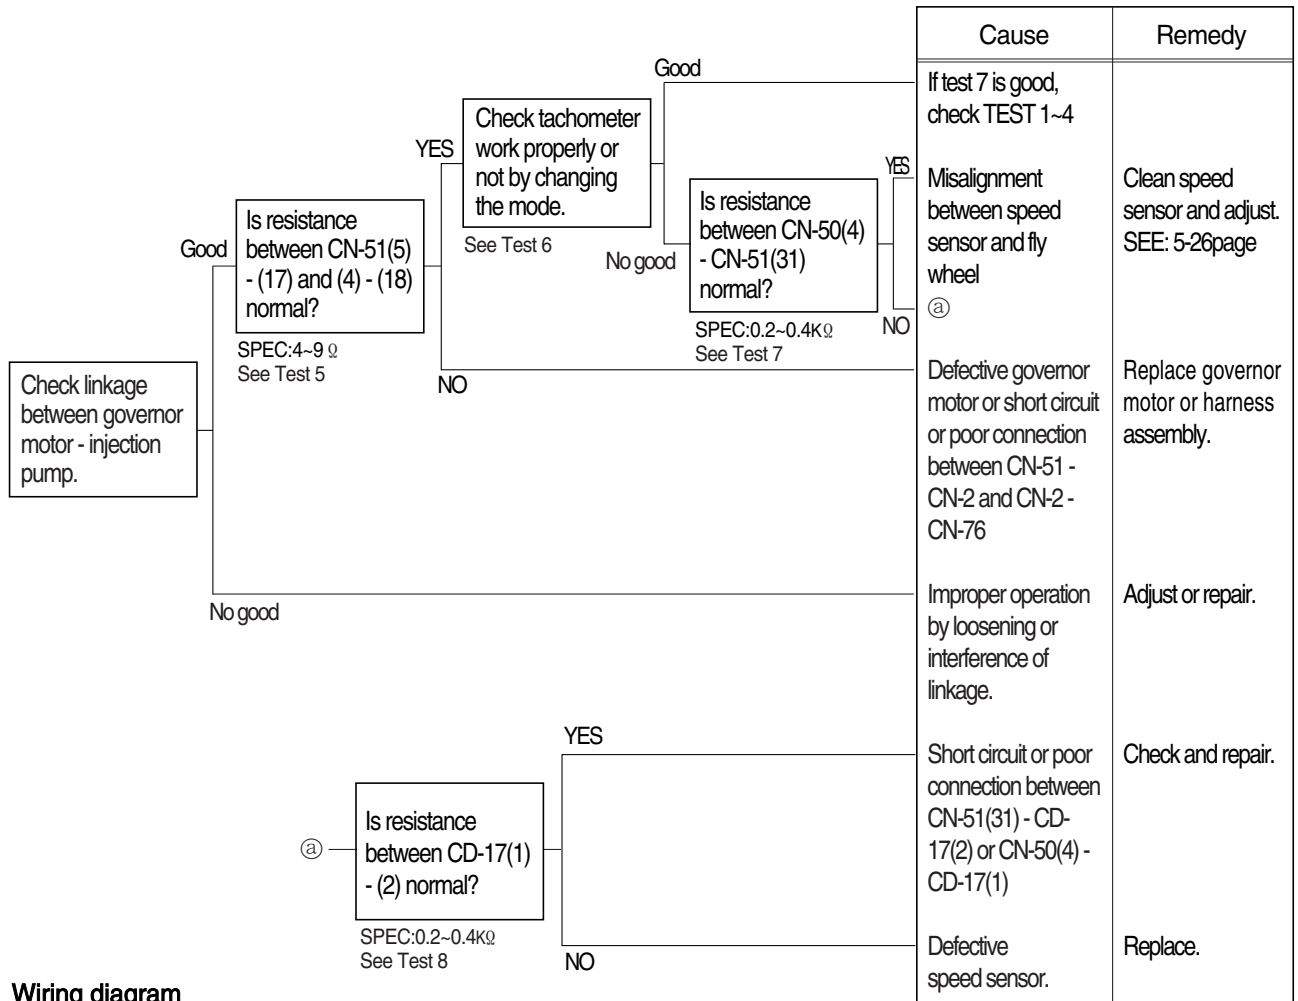 Cause
Remedy
Good
If test 7 is good,
check TEST 1~4
Check tachometer
work properly or
not by changing
the mode.
See Test 6
YES
YES
Misalignment
between speed
sensor and fly
wheel
ⓐ
Clean speed
sensor and adjust.
SEE: 5-26page
Is resistance
between CN-50(4)
- CN-51(31)
normal?
SPEC:0.2~0.4KΩ
See Test 7
No good
NO
Good
Is resistance
between CN-51(5)
- (17) and (4) - (18)
normal?
SPEC:4~9 Ω
See Test 5
NO
Defective governor
motor or short circuit
or poor connection
between CN-51 -
CN-2 and CN-2 -
CN-76
Replace governor
motor or harness
assembly.
Check linkage
between governor
motor - injection
pump.
No good
Improper operation
by loosening or
interference of
linkage.
Adjust or repair.
YES
Short circuit or poor
connection between
CN-51(31) - CD-
17(2) or CN-50(4) -
CD-17(1)
Check and repair.
ⓐ
Is resistance
between CD-17(1)
- (2) normal?
SPEC:0.2~0.4KΩ
See Test 8
NO
Defective
speed sensor.
Replace.
Wiring diagram